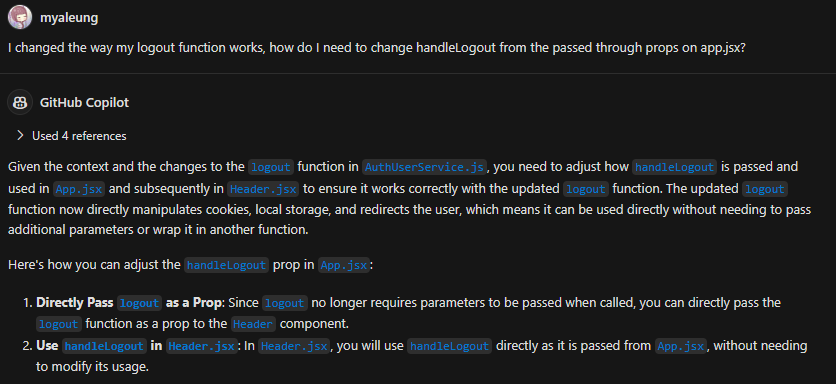 myaleung
I changed the way my logout function works, how do I need to change handleLogout from the passed through props on app.jsx?
GitHub Copilot
Used 4 references
Given the context and the changes to the logout function in AuthUserService.js, you need to adjust how handleLogout is passed and
used in App.jsx and subsequently in Header.jsx to ensure it works correctly with the updated logout function. The updated logout
function now directly manipulates cookies, local storage, and redirects the user, which means it can be used directly without needing to pass
additional parameters or wrap it in another function.
Here's how you can adjust the handleLogout prop in App.jsx:
1. Directly Pass logout as a Prop: Since logout no longer requires parameters to be passed when called, you can directly pass the
logout function as a prop to the Header component.
2. Use handleLogout in Header.jsx: In Header.jsx, you will use handleLogout directly as it is passed from App.jsx, without needing
to modify its usage.